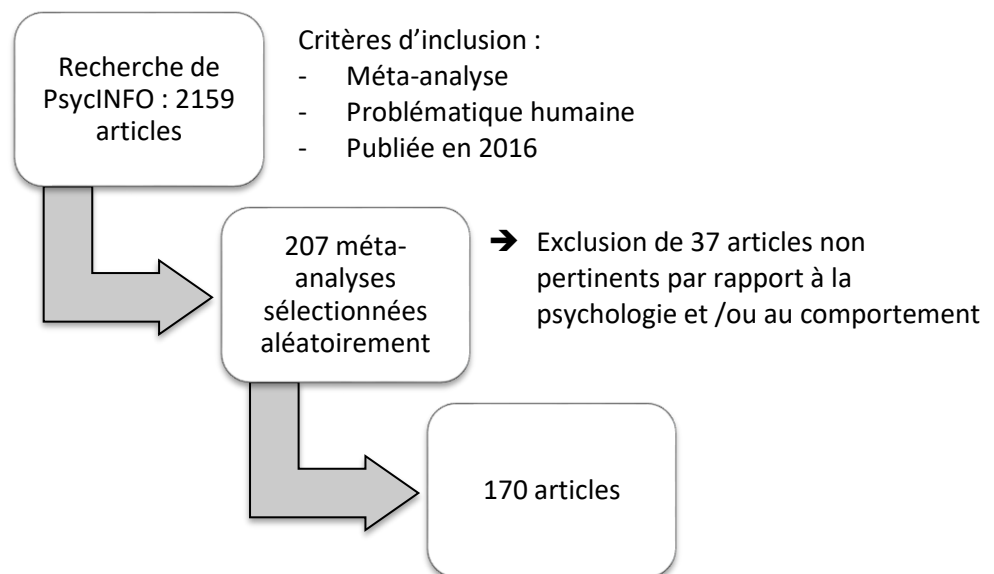 Recherche de
PsycINFO : 2159
articles
Critères d’inclusion :
- Méta-analyse
- Problématique humaine
- Publiée en 2016
207 méta-
analyses
sélectionnées
aléatoirement
➔ Exclusion de 37 articles non
pertinents par rapport à la
psychologie et /ou au comportement
170 articles